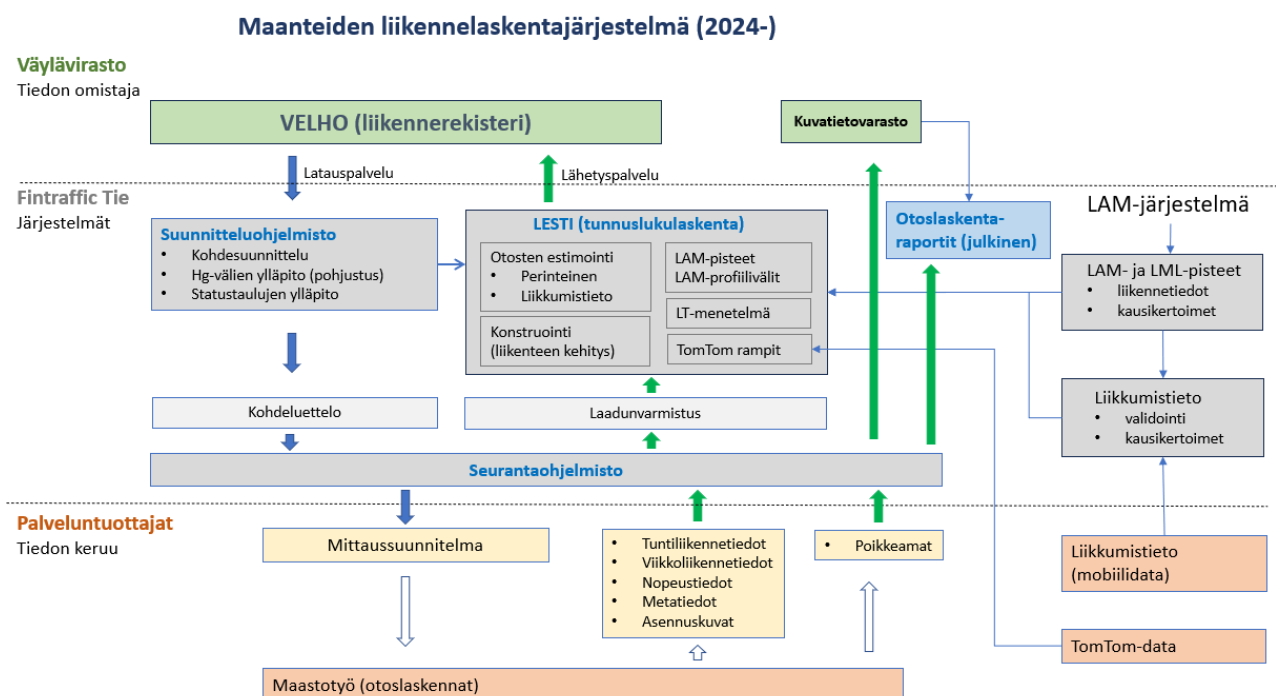 Maanteiden liikennelaskentajärjestelmä (2024-)
Väylävirasto
Tiedon omistaja
VELHO (liikennerekisteri)
Kuvatietovarasto
Latauspalvelu
Lähetyspalvelu
Fintraffic Tie
Järjestelmät
Suunnitteluohjelmisto
• Kohdesuunnittelu
• Hg-välien ylläpito (pohjustus)
• Statustaulujen ylläpito
LESTI (tunnuslukulaskenta)
Otosten estimointi
• Perinteinen
• Liikkumistieto
Konstruointi
(liikenteen kehitys)
LAM-pisteet
LAM-profiilivälit
LT-menetelmä
TomTom rampit
Otoslaskenta-
raportit (julkinen)
LAM-järjestelmä
LAM- ja LML-pisteet
• liikennetiedot
• kausikertoimet
Liikkumistieto
• validointi
• kausikertoimet
Kohdeluettelo
Laadunvarmistus
Seurantaohjelmisto
Palveluntuottajat
Tiedon keruu
Mittaussuunnitelma
• Tuntiliikennetiedot
• Viikkoliikennetiedot
• Nopeustiedot
• Metatiedot
• Asennuskuvat
• Poikkeamat
Liikkumistieto
(mobiilidata)
TomTom-data
Maastotyö (otoslaskennat)